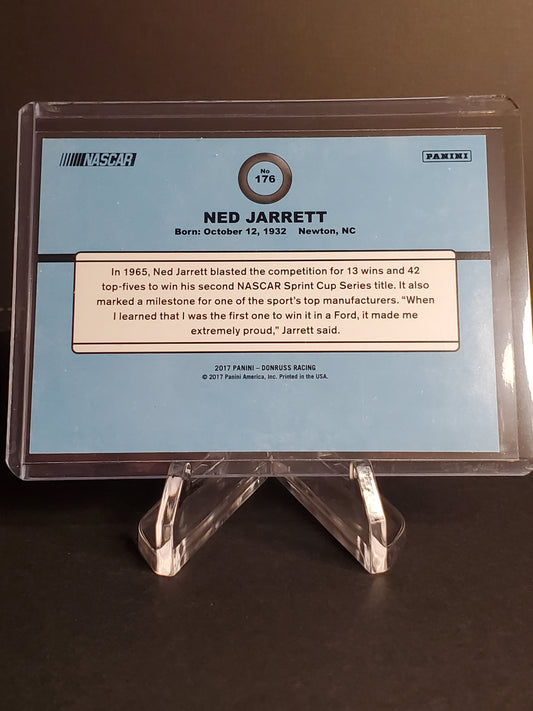 NASCAR
PANINI
No
176
NED JARRETT
Born: October 12, 1932 Newton, NC
In 1965, Ned Jarrett blasted the competition for 13 wins and 42
top-fives to win his second NASCAR Sprint Cup Series title. It also
marked a milestone for one of the sport's top manufacturers. “When
I learned that I was the first one to win it in a Ford, it made me
extremely proud,” Jarrett said.
2017 PANINI – DONRUSS RACING
© 2017 Panini America, Inc. Printed in the USA.